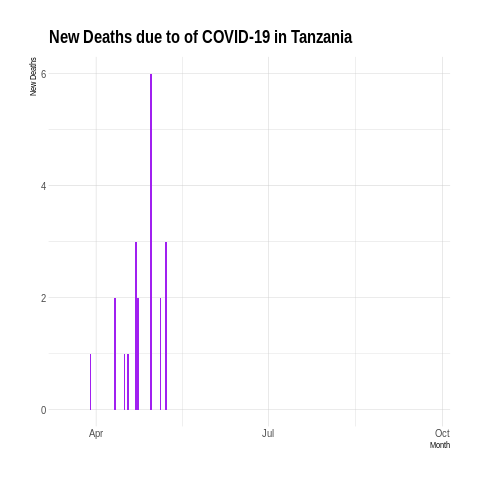 New Deaths due to of COVID-19 in Tanzania
New Deaths
6
4
2
0
Apr
Jul
Oct
Month